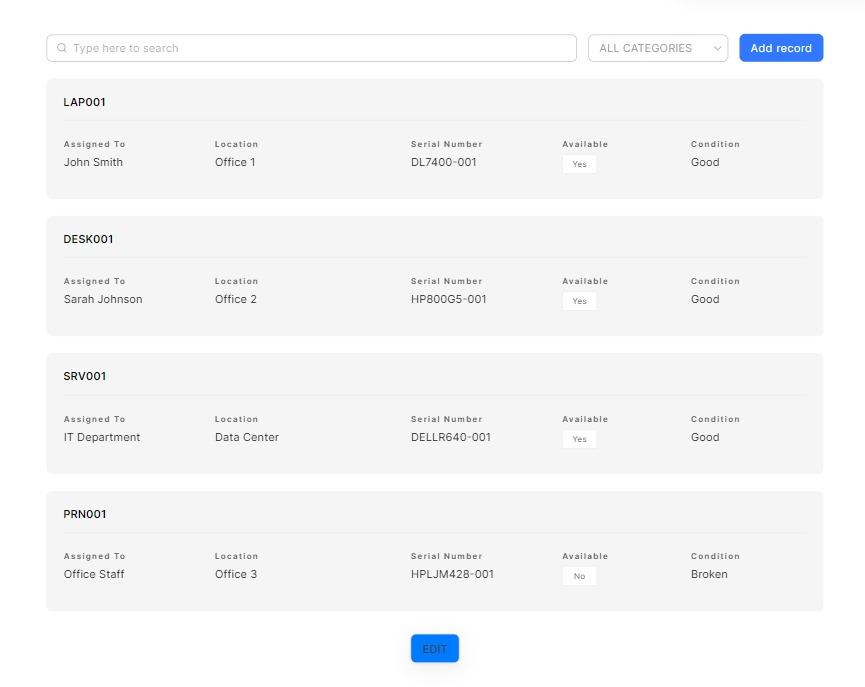 Type here to search ALL CATEGORIES Add record
LAP001
Assigned To Location Serial Number Available Condition
John Smith Office 1 DL7400-001 Yes Good
DESK001
Assigned To Location Serial Number Available Condition
Sarah Johnson Office 2 HP800G5-001 Yes Good
SRV001
Assigned To Location Serial Number Available Condition
IT Department Data Center DELLR640-001 Yes Good
PRN001
Assigned To Location Serial Number Available Condition
Office Staff Office 3 HPLJM428-001 No Broken
EDIT